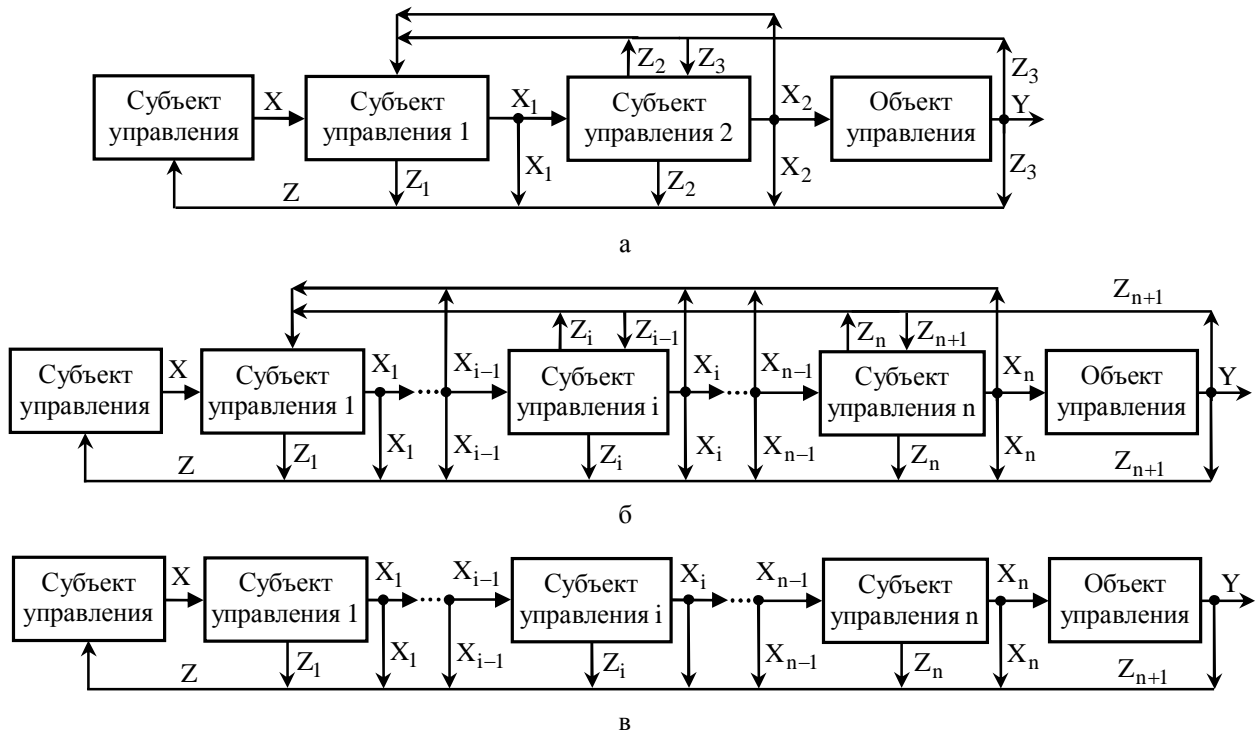 Z₂
Z₃
Z₃
Субъект
управления
X
Субъект
управления 1
X₁
Субъект
управления 2
X₂
Объект
управления
Y
Z₁
X₁
Z₂
X₂
Z₃
Z
а
Zₙ₊₁
Zᵢ
Zᵢ₋₁
Zₙ
Zₙ₊₁
Субъект
управления
X
Субъект
управления 1
X₁
Xᵢ₋₁
Субъект
управления i
Xᵢ
Xₙ₋₁
Субъект
управления n
Xₙ
Объект
управления
Y
Z₁
X₁
Xᵢ₋₁
Zᵢ
Xᵢ
Xₙ₋₁
Zₙ
Xₙ
Zₙ₊₁
Z
б
Субъект
управления
X
Субъект
управления 1
X₁
Xᵢ₋₁
Субъект
управления i
Xᵢ
Xₙ₋₁
Субъект
управления n
Xₙ
Объект
управления
Y
Z₁
X₁
Xᵢ₋₁
Zᵢ
Xᵢ
Xₙ₋₁
Zₙ
Xₙ
Zₙ₊₁
Z
в